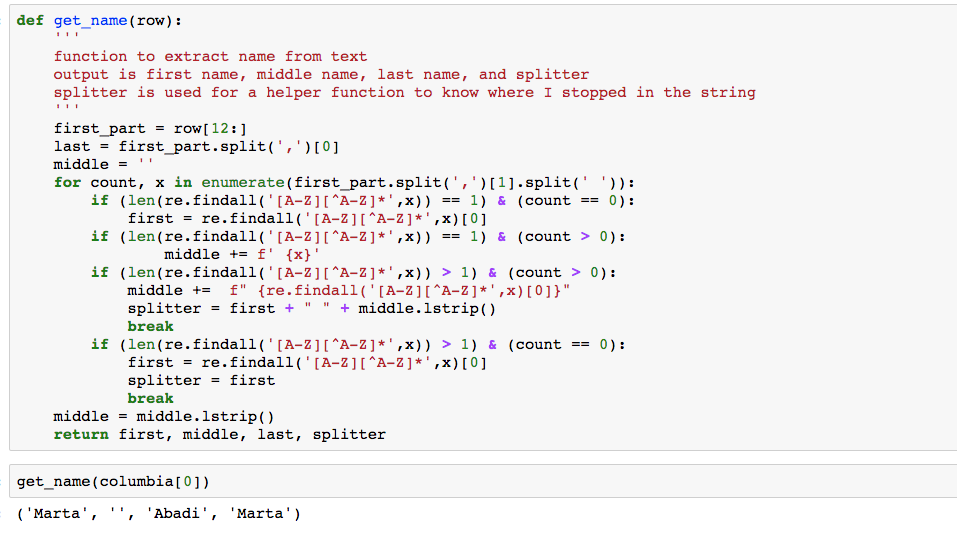 def get_name(row):
    '''
    function to extract name from text
    output is first name, middle name, last name, and splitter
    splitter is used for a helper function to know where I stopped in the string
    '''
    first_part = row[12:]
    last = first_part.split(',')[0]
    middle = ''
    for count, x in enumerate(first_part.split(',')[1].split(' ')):
        if (len(re.findall('[A-Z][^A-Z]*',x)) == 1) & (count == 0):
            first = re.findall('[A-Z][^A-Z]*',x)[0]
        if (len(re.findall('[A-Z][^A-Z]*',x)) == 1) & (count > 0):
                middle += f' {x}'
        if (len(re.findall('[A-Z][^A-Z]*',x)) > 1) & (count > 0):
            middle +=  f" {re.findall('[A-Z][^A-Z]*',x)[0]}"
            splitter = first + " " + middle.lstrip()
            break
        if (len(re.findall('[A-Z][^A-Z]*',x)) > 1) & (count == 0):
            first = re.findall('[A-Z][^A-Z]*',x)[0]
            splitter = first
            break
    middle = middle.lstrip()
    return first, middle, last, splitter
get_name(columbia[0])
('Marta', '', 'Abadi', 'Marta')